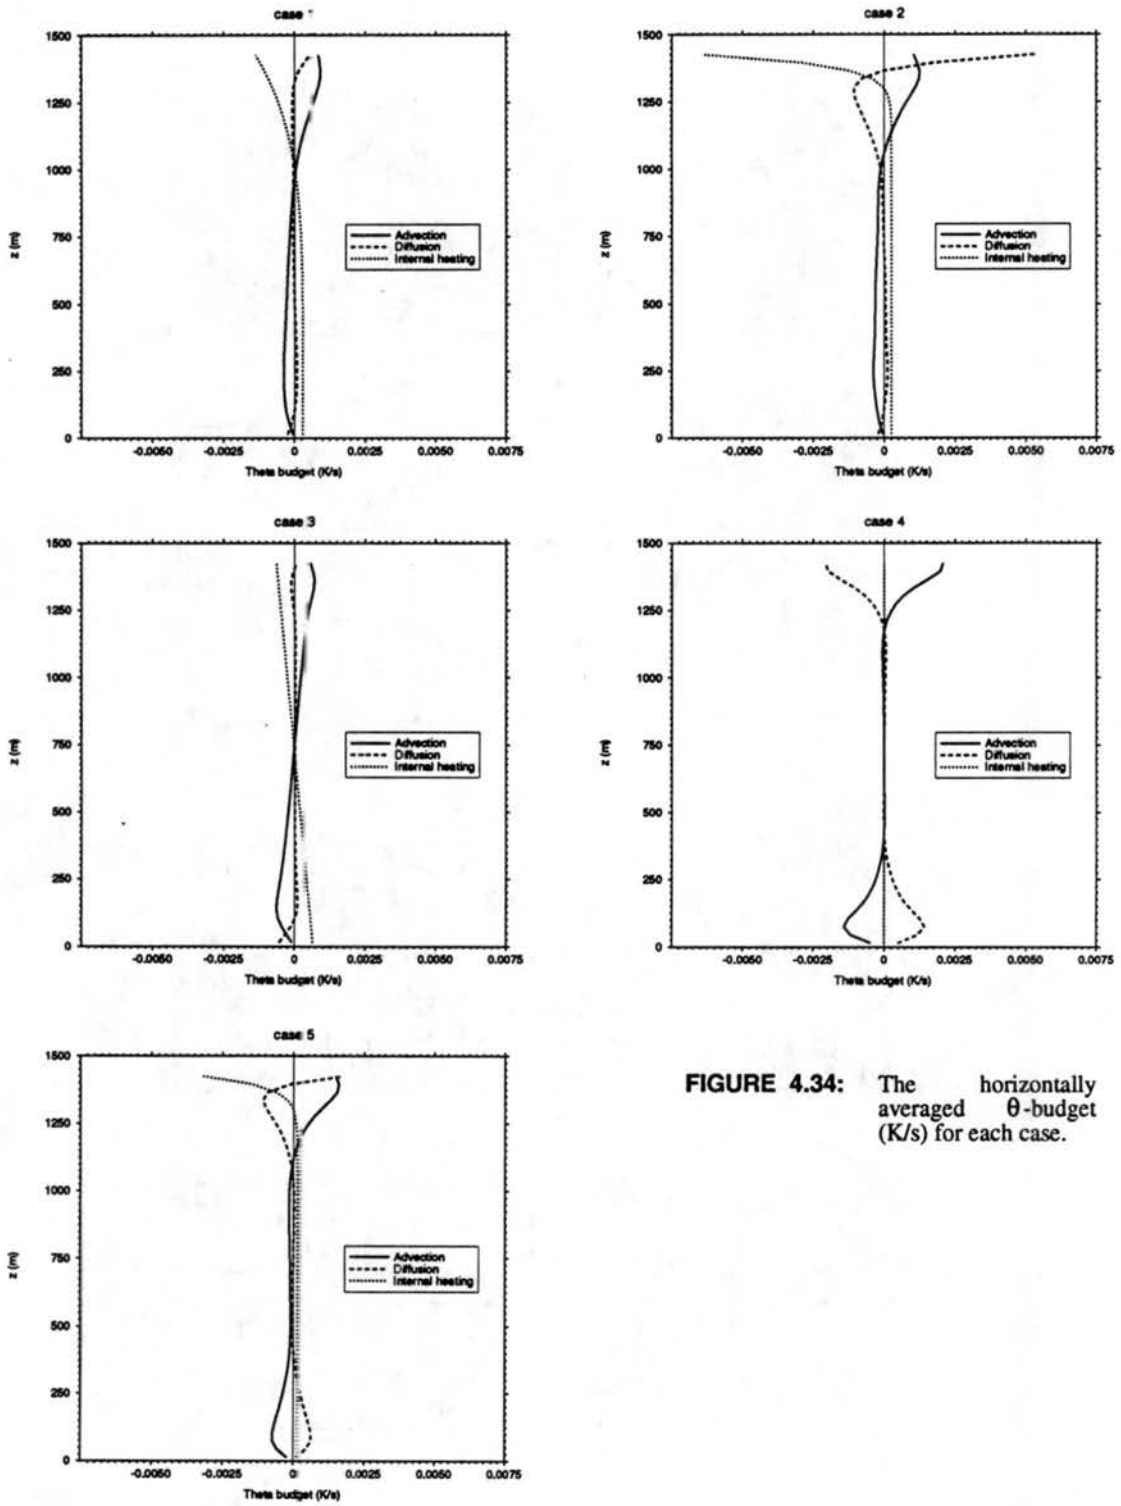 case 1
1500
1250
1000
750
500
250
0
z (m)
Advection
Diffusion
Internal heating
-0.0050 -0.0025 0 0.0025 0.0050 0.0075
Theta budget (K/s)
case 2
1500
1250
1000
750
500
250
0
z (m)
Advection
Diffusion
Internal heating
-0.0050 -0.0025 0 0.0025 0.0050 0.0075
Theta budget (K/s)
case 3
1500
1250
1000
750
500
250
0
z (m)
Advection
Diffusion
Internal heating
-0.0050 -0.0025 0 0.0025 0.0050 0.0075
Theta budget (K/s)
case 4
1500
1250
1000
750
500
250
0
z (m)
Advection
Diffusion
Internal heating
-0.0050 -0.0025 0 0.0025 0.0050 0.0075
Theta budget (K/s)
case 5
1500
1250
1000
750
500
250
0
z (m)
Advection
Diffusion
Internal heating
-0.0050 -0.0025 0 0.0025 0.0050 0.0075
Theta budget (K/s)
FIGURE 4.34: The horizontally
averaged θ-budget
(K/s) for each case.